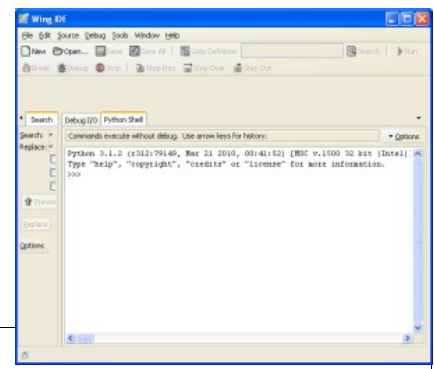 Wing IDE
File Edit Source Debug Tools Window Help
New Open... Save Save All Goto Definition Search Run
Break Debug Stop Step Into Step Over Step Out
Search Debug I/O Python Shell
Search: Commands execute without debug. Use arrow keys for history. Options
Replace:
Python 3.1.2 (r312:79149, Mar 21 2010, 00:41:52) [MSC v.1500 32 bit (Intel)]
Type "help", "copyright", "credits" or "license" for more information.
>>>
Replace
Options